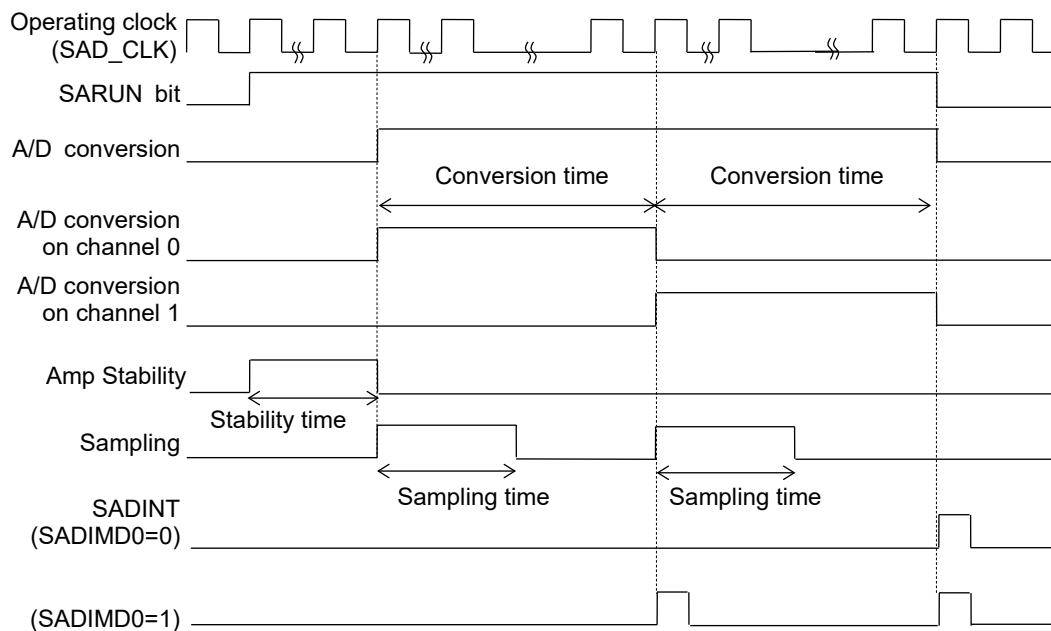 Operating clock
(SAD_CLK)
SARUN bit
A/D conversion
Conversion time
Conversion time
A/D conversion
on channel 0
A/D conversion
on channel 1
Amp Stability
Stability time
Sampling
Sampling time
Sampling time
SADINT
(SADIMD0=0)
(SADIMD0=1)